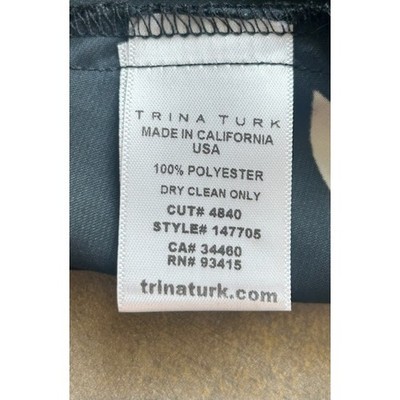 TRINA TURK
MADE IN CALIFORNIA
USA
100% POLYESTER
DRY CLEAN ONLY
CUT# 4840
STYLE# 147705
CA# 34460
RN# 93415
trinaturk.com